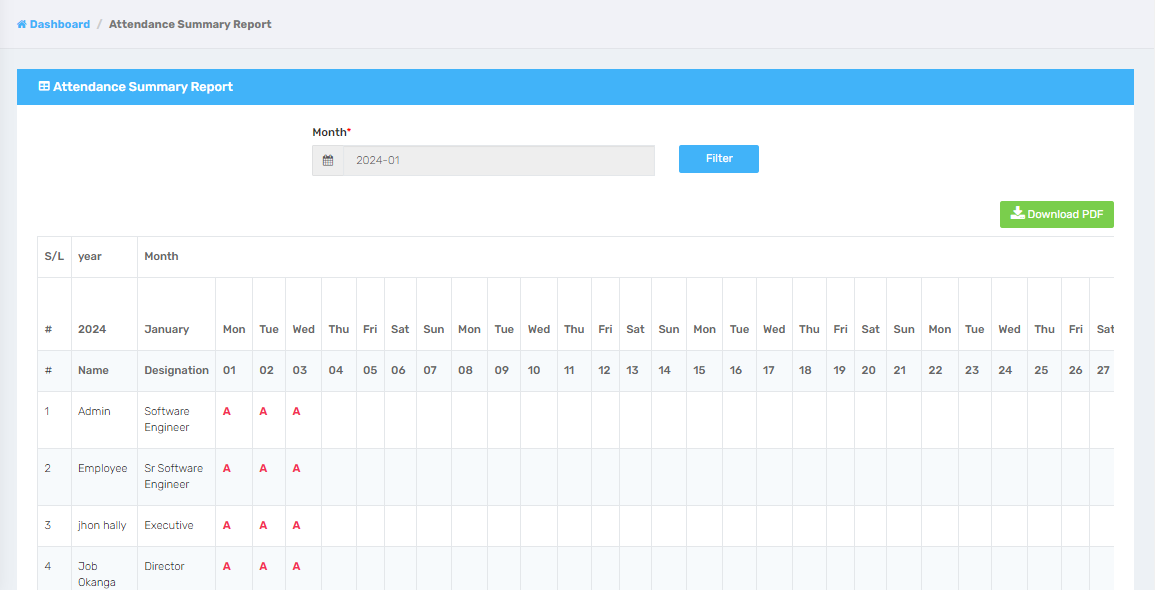 Dashboard / Attendance Summary Report
Attendance Summary Report
Month*
2024-01 Filter
Download PDF
S/L year Month
# 2024 January Mon Tue Wed Thu Fri Sat Sun Mon Tue Wed Thu Fri Sat Sun Mon Tue Wed Thu Fri Sat Sun Mon Tue Wed Thu Fri Sat
# Name Designation 01 02 03 04 05 06 07 08 09 10 11 12 13 14 15 16 17 18 19 20 21 22 23 24 25 26 27
1 Admin Software A A A
Engineer
2 Employee Sr Software A A A
Engineer
3 jhon hally Executive A A A
4 Job Director A A A
Okanga